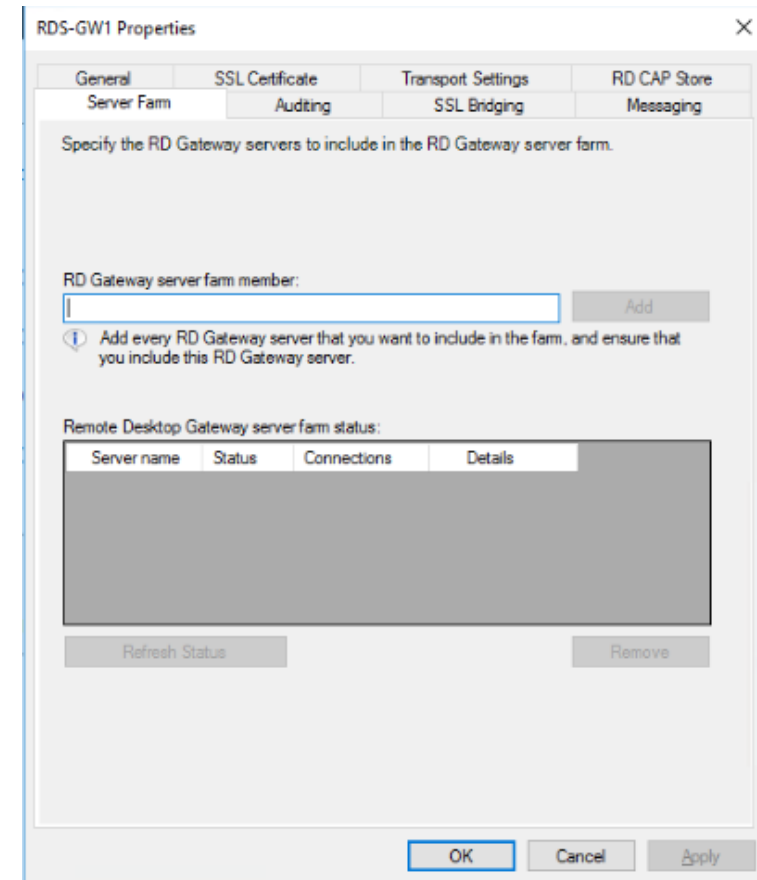 RDS-GW1 Properties
General SSL Certificate Transport Settings RD CAP Store
Server Farm Auditing SSL Bridging Messaging
Specify the RD Gateway servers to include in the RD Gateway server farm.
RD Gateway server farm member:
Add
Add every RD Gateway server that you want to include in the farm, and ensure that
you include this RD Gateway server.
Remote Desktop Gateway server farm status:
Server name Status Connections Details
Refresh Status Remove
OK Cancel Apply